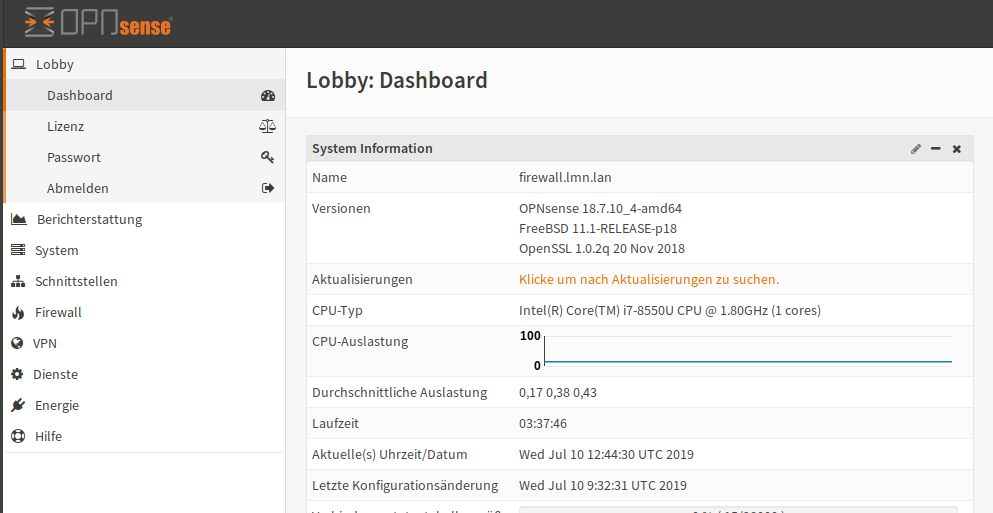 OPNsense
Lobby
Dashboard
Lizenz
Passwort
Abmelden
Berichterstattung
System
Schnittstellen
Firewall
VPN
Dienste
Energie
Hilfe
Lobby: Dashboard
System Information
Name firewall.lmn.lan
Versionen OPNsense 18.7.10_4-amd64
FreeBSD 11.1-RELEASE-p18
OpenSSL 1.0.2q 20 Nov 2018
Aktualisierungen Klicke um nach Aktualisierungen zu suchen.
CPU-Typ Intel(R) Core(TM) i7-8550U CPU @ 1.80GHz (1 cores)
CPU-Auslastung 100
0
Durchschnittliche Auslastung 0,17 0,38 0,43
Laufzeit 03:37:46
Aktuelle(s) Uhrzeit/Datum Wed Jul 10 12:44:30 UTC 2019
Letzte Konfigurationsänderung Wed Jul 10 9:32:31 UTC 2019